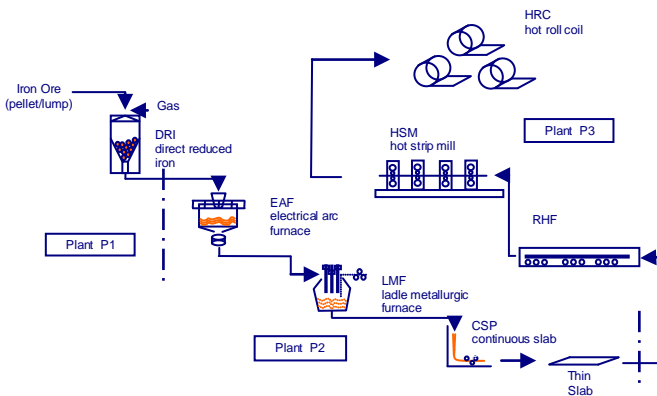 HRC
hot roll coil
Iron Ore
(pellet/lump)
Gas
DRI
direct reduced
iron
HSM
hot strip mill
Plant P3
EAF
electrical arc
furnace
RHF
Plant P1
LMF
ladle metallurgic
furnace
CSP
continuous slab
Plant P2
Thin
Slab